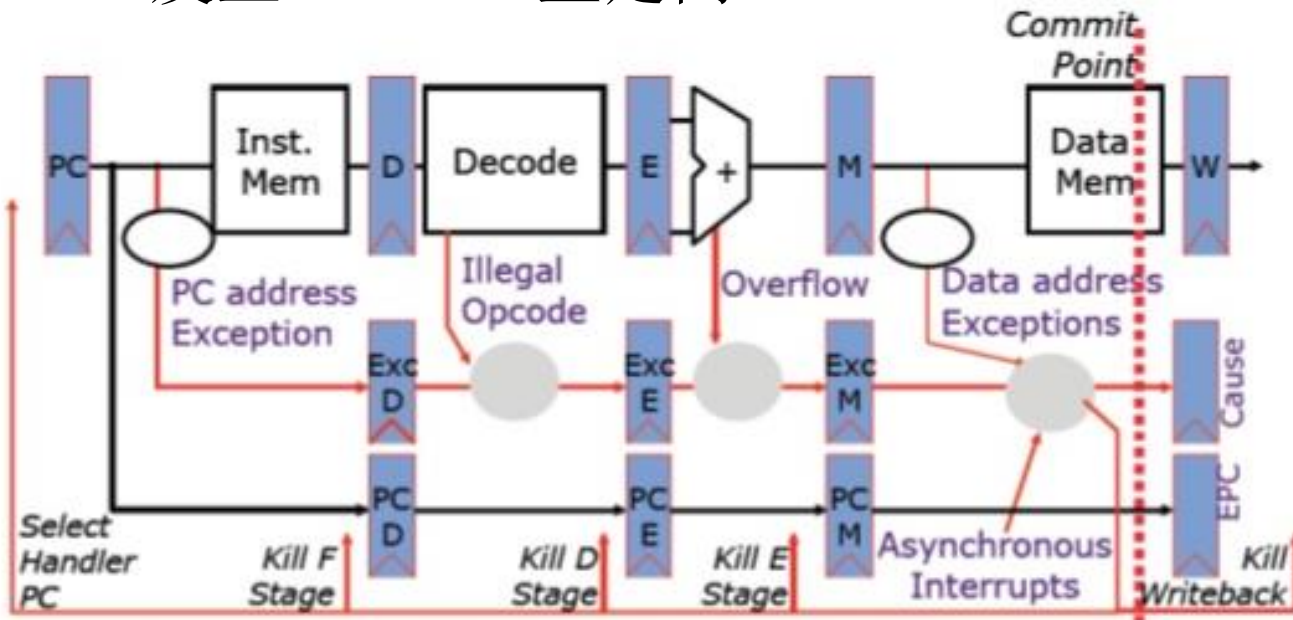 Commit
Point
PC
Inst.
Mem
D
Decode
E
+
M
Data
Mem
W
PC address
Exception
Illegal
Opcode
Overflow
Data address
Exceptions
Exc
D
Exc
E
Exc
M
Cause
PC
D
PC
E
PC
M
EPC
Select
Handler
PC
Kill F
Stage
Kill D
Stage
Kill E
Stage
Asynchronous
Interrupts
Kill
Writeback